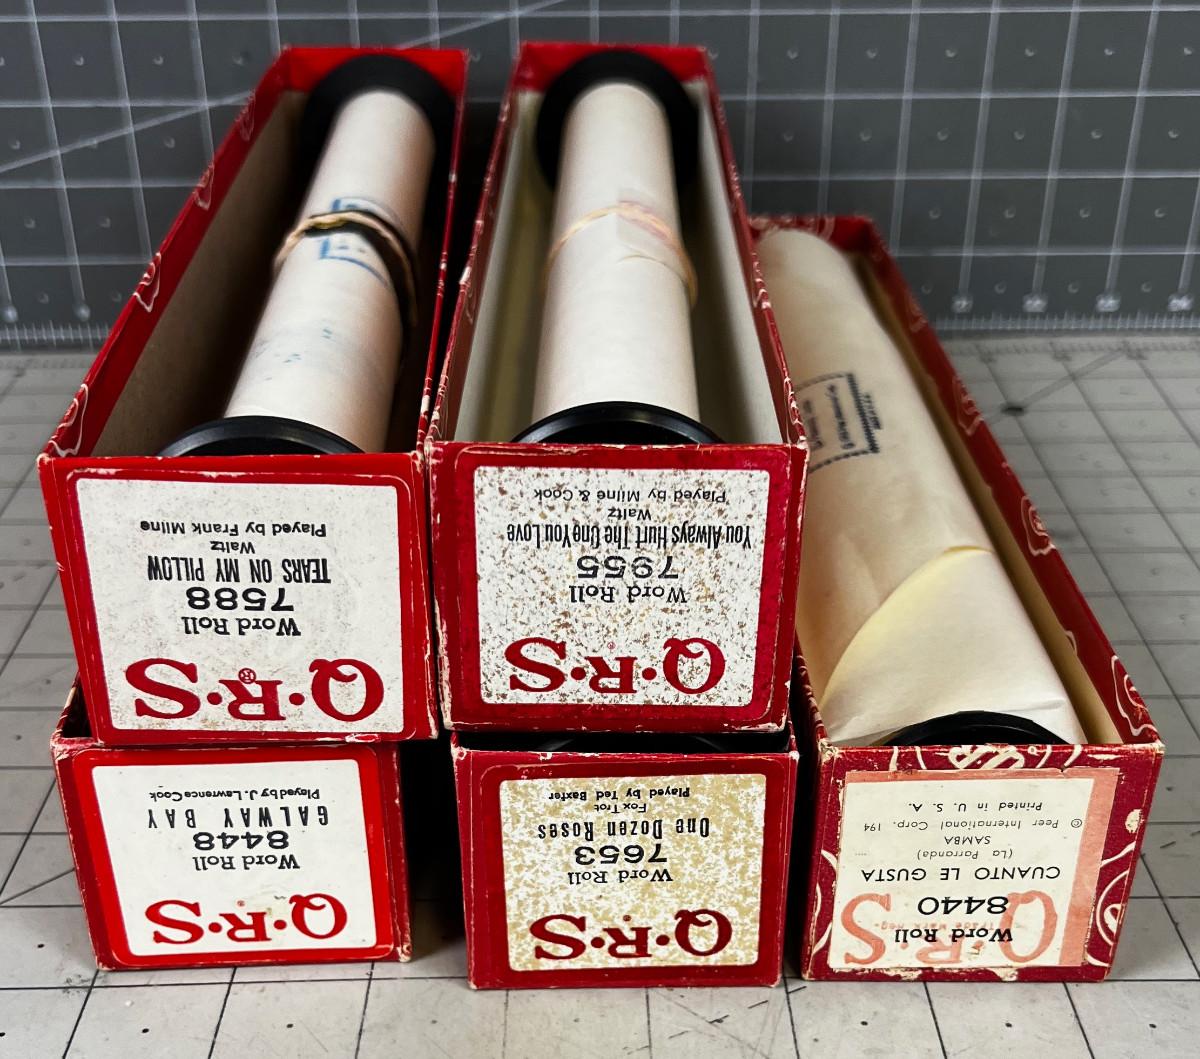 Q·R·S
Word Roll
7588
TEARS ON MY PILLOW
Waltz
Played by Frank Milne
Q·R·S
Word Roll
7955
You Always Hurt The One You Love
Waltz
Played by Milne & Cook
Q·R·S
Word Roll
8448
GALWAY BAY
Played by J. Lawrence Cook
Q·R·S
Word Roll
7653
One Dozen Roses
Fox Trot
Played by Ted Baxter
Q·R·S
Word Roll
8440
CUANTO LE GUSTA
(La Parranda)
SAMBA
© Peer International Corp. 194
Printed in U. S. A.